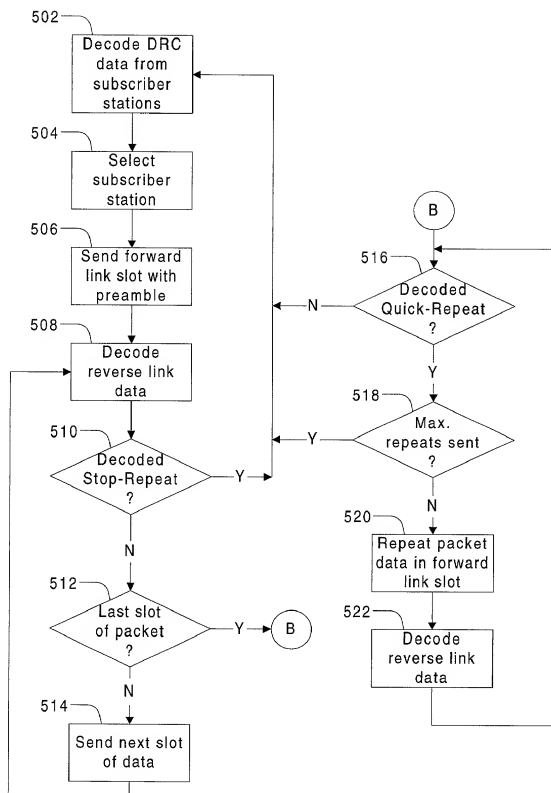 502
Decode DRC
data from
subscriber
stations
504
Select
subscriber
station
506
Send forward
link slot with
preamble
508
Decode
reverse link
data
510
Decoded
Stop-Repeat
?
Y
N
512
Last slot
of packet
?
Y
B
N
514
Send next slot
of data
B
516
Decoded
Quick-Repeat
?
N
Y
518
Max.
repeats sent
?
Y
N
520
Repeat packet
data in forward
link slot
522
Decode
reverse link
data